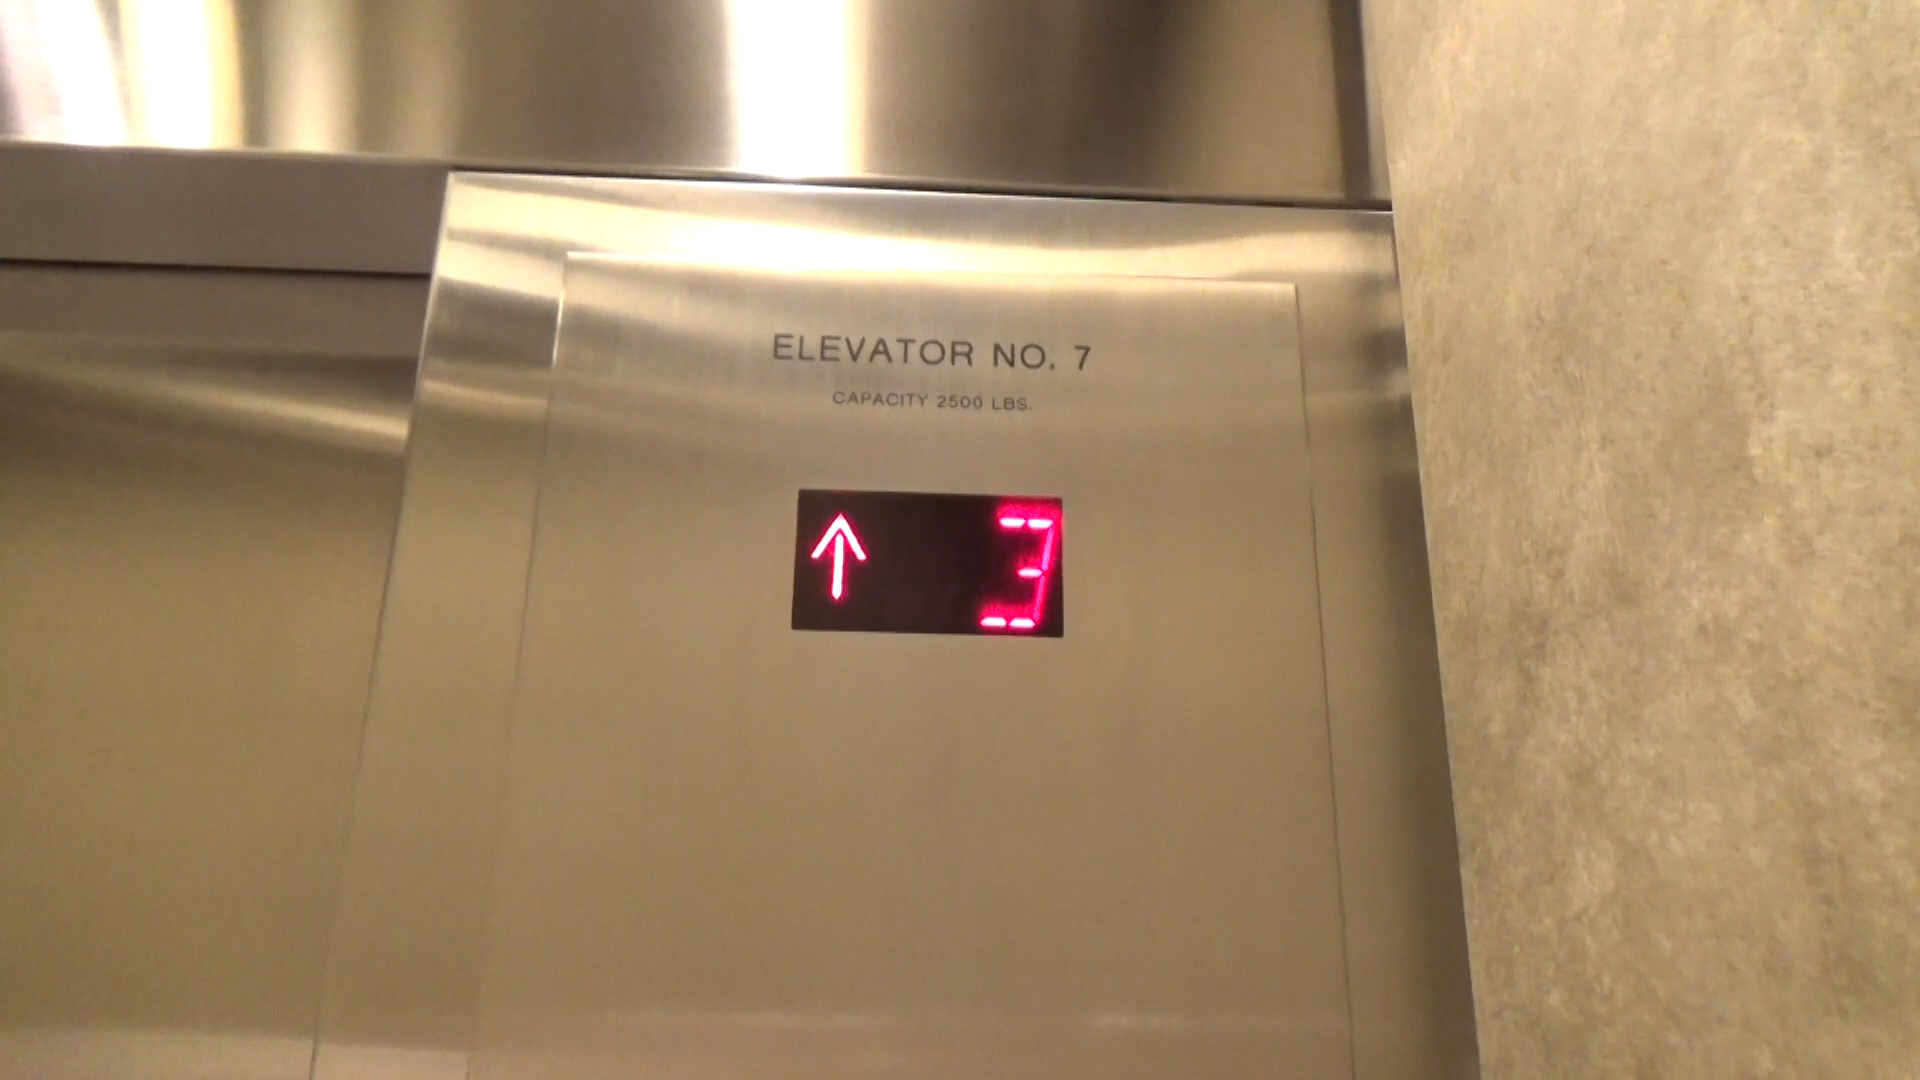 ELEVATOR NO. 7
CAPACITY 2500 LBS.
↑ 3